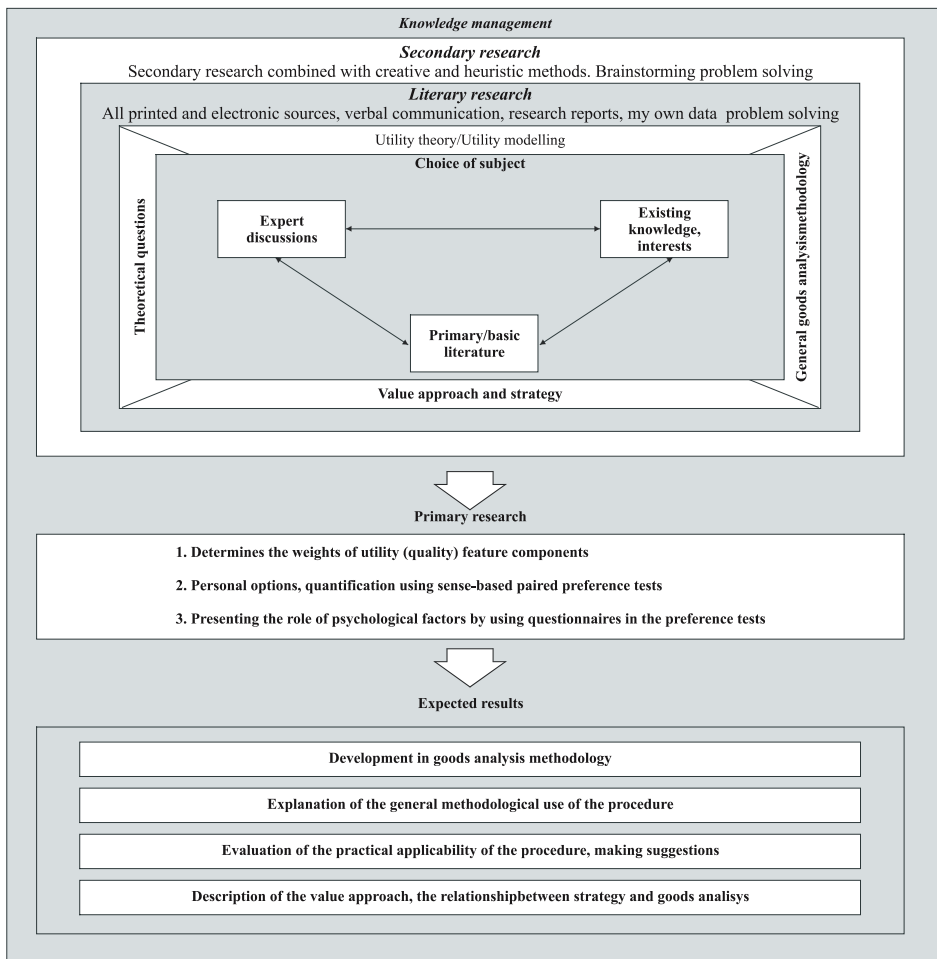 Knowledge management
Secondary research
Secondary research combined with creative and heuristic methods. Brainstorming problem solving
Literary research
All printed and electronic sources, verbal communication, research reports, my own data problem solving
Utility theory/Utility modelling
Choice of subject
Theoretical questions
Expert
discussions
Existing
knowledge,
interests
General goods analysismethodology
Primary/basic
literature
Value approach and strategy
Primary research
1. Determines the weights of utility (quality) feature components
2. Personal options, quantification using sense-based paired preference tests
3. Presenting the role of psychological factors by using questionnaires in the preference tests
Expected results
Development in goods analysis methodology
Explanation of the general methodological use of the procedure
Evaluation of the practical applicability of the procedure, making suggestions
Description of the value approach, the relationshipbetween strategy and goods analisys